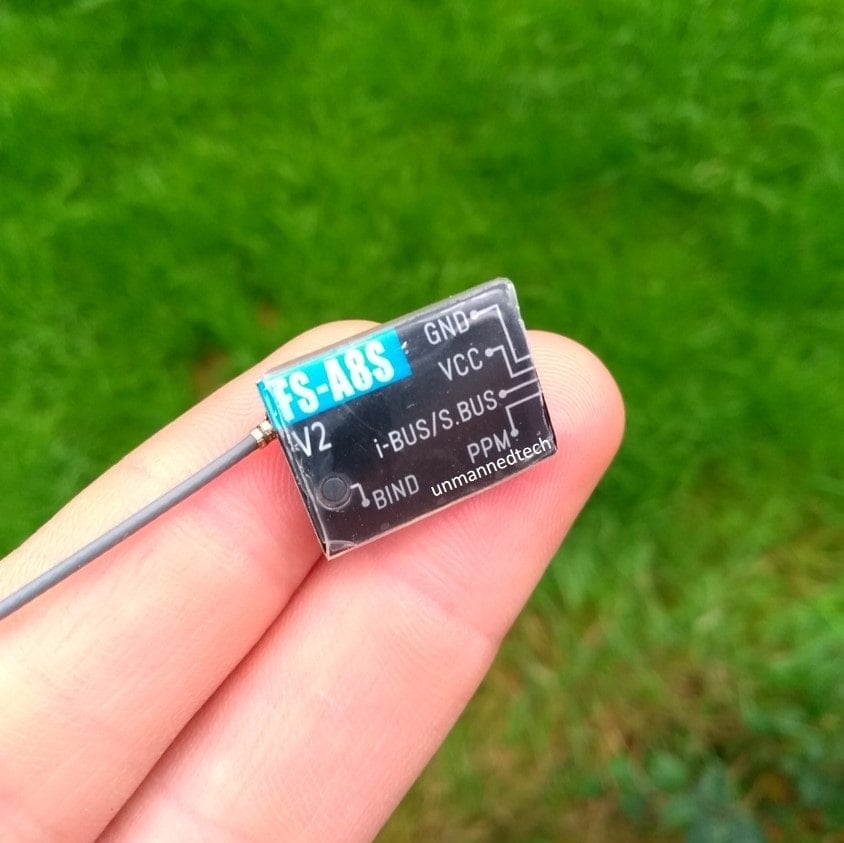 FS-A8S
V2
GND
VCC
i-BUS/S.BUS
PPM
BIND
unmannedtech